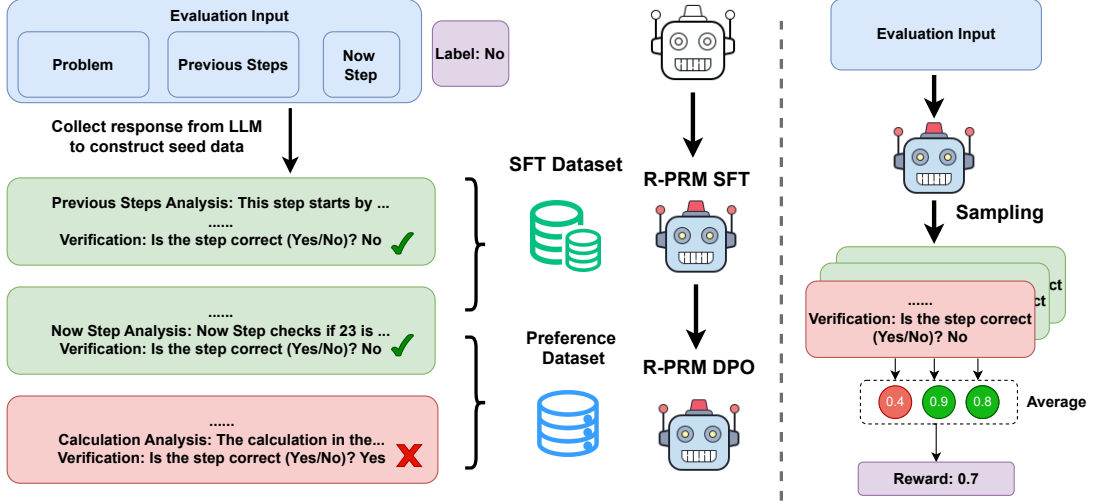 Evaluation Input
Problem
Previous Steps
Now
Step
Label: No
Collect response from LLM
to construct seed data
Previous Steps Analysis: This step starts by ...
......
Verification: Is the step correct (Yes/No)? No
......
Now Step Analysis: Now Step checks if 23 is ...
Verification: Is the step correct (Yes/No)? No
......
Calculation Analysis: The calculation in the...
Verification: Is the step correct (Yes/No)? Yes
SFT Dataset
Preference
Dataset
R-PRM SFT
R-PRM DPO
Evaluation Input
Sampling
ct
ct
......
Verification: Is the step correct
(Yes/No)? No
0.4
0.9
0.8
Average
Reward: 0.7